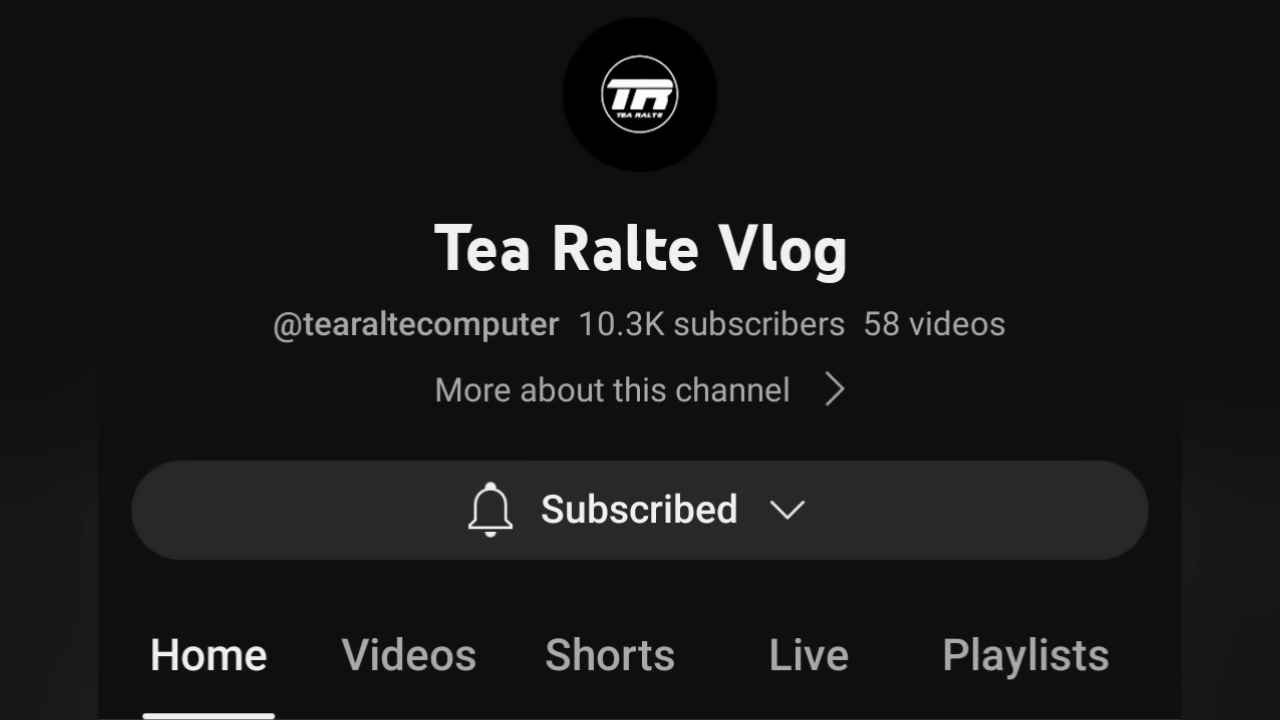 TR
TEA RALTE
Tea Ralte Vlog
@tearaltecomputer 10.3K subscribers 58 videos
More about this channel
Subscribed
Home Videos Shorts Live Playlists